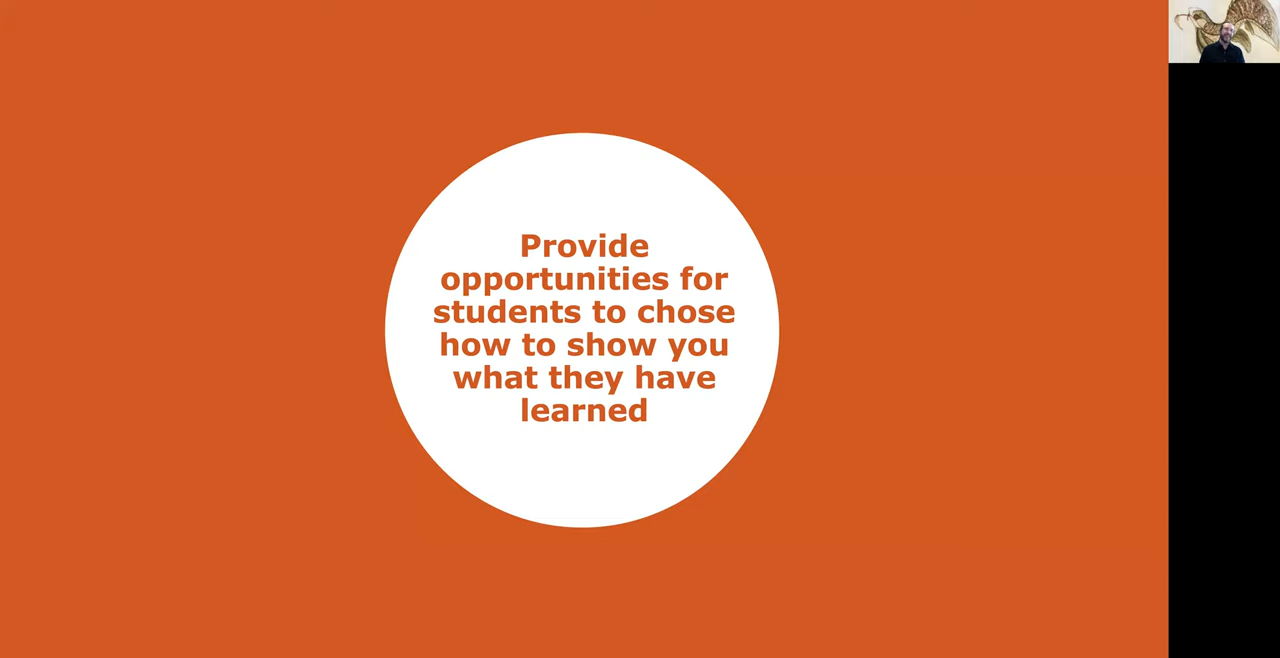 Provide
opportunities for
students to chose
how to show you
what they have
learned